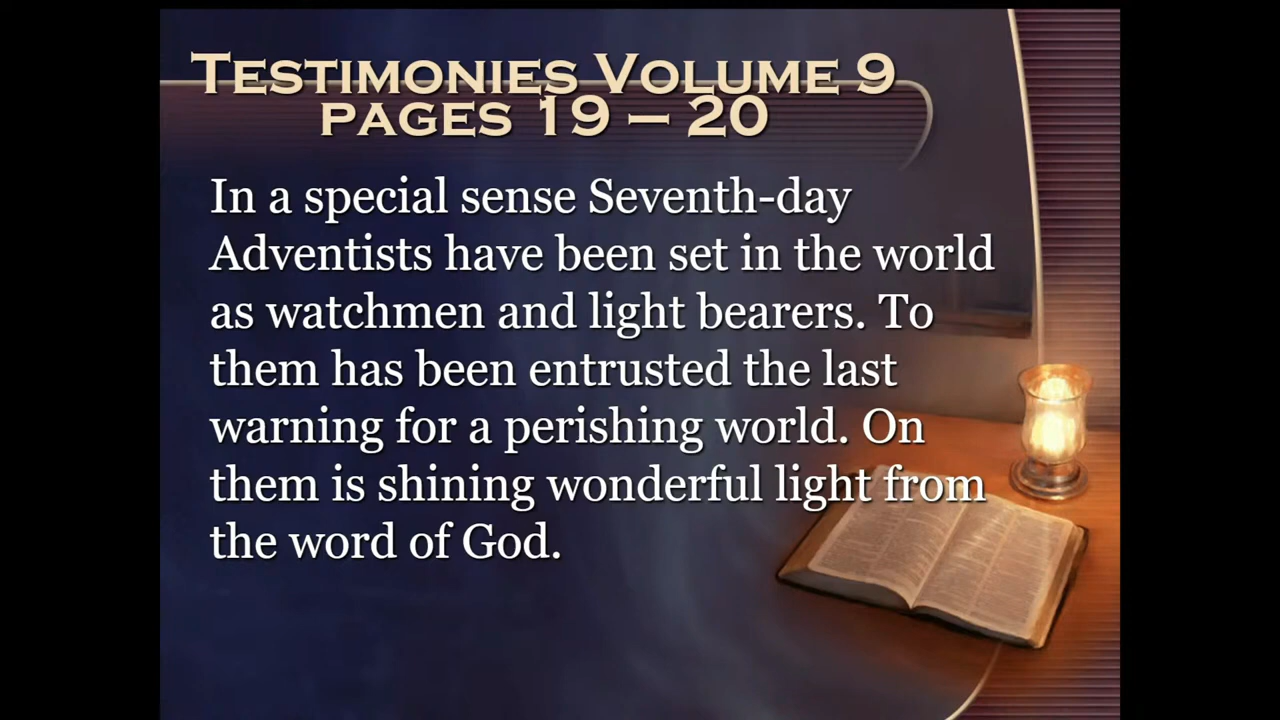 Testimonies Volume 9
pages 19 – 20
In a special sense Seventh-day
Adventists have been set in the world
as watchmen and light bearers. To
them has been entrusted the last
warning for a perishing world. On
them is shining wonderful light from
the word of God.